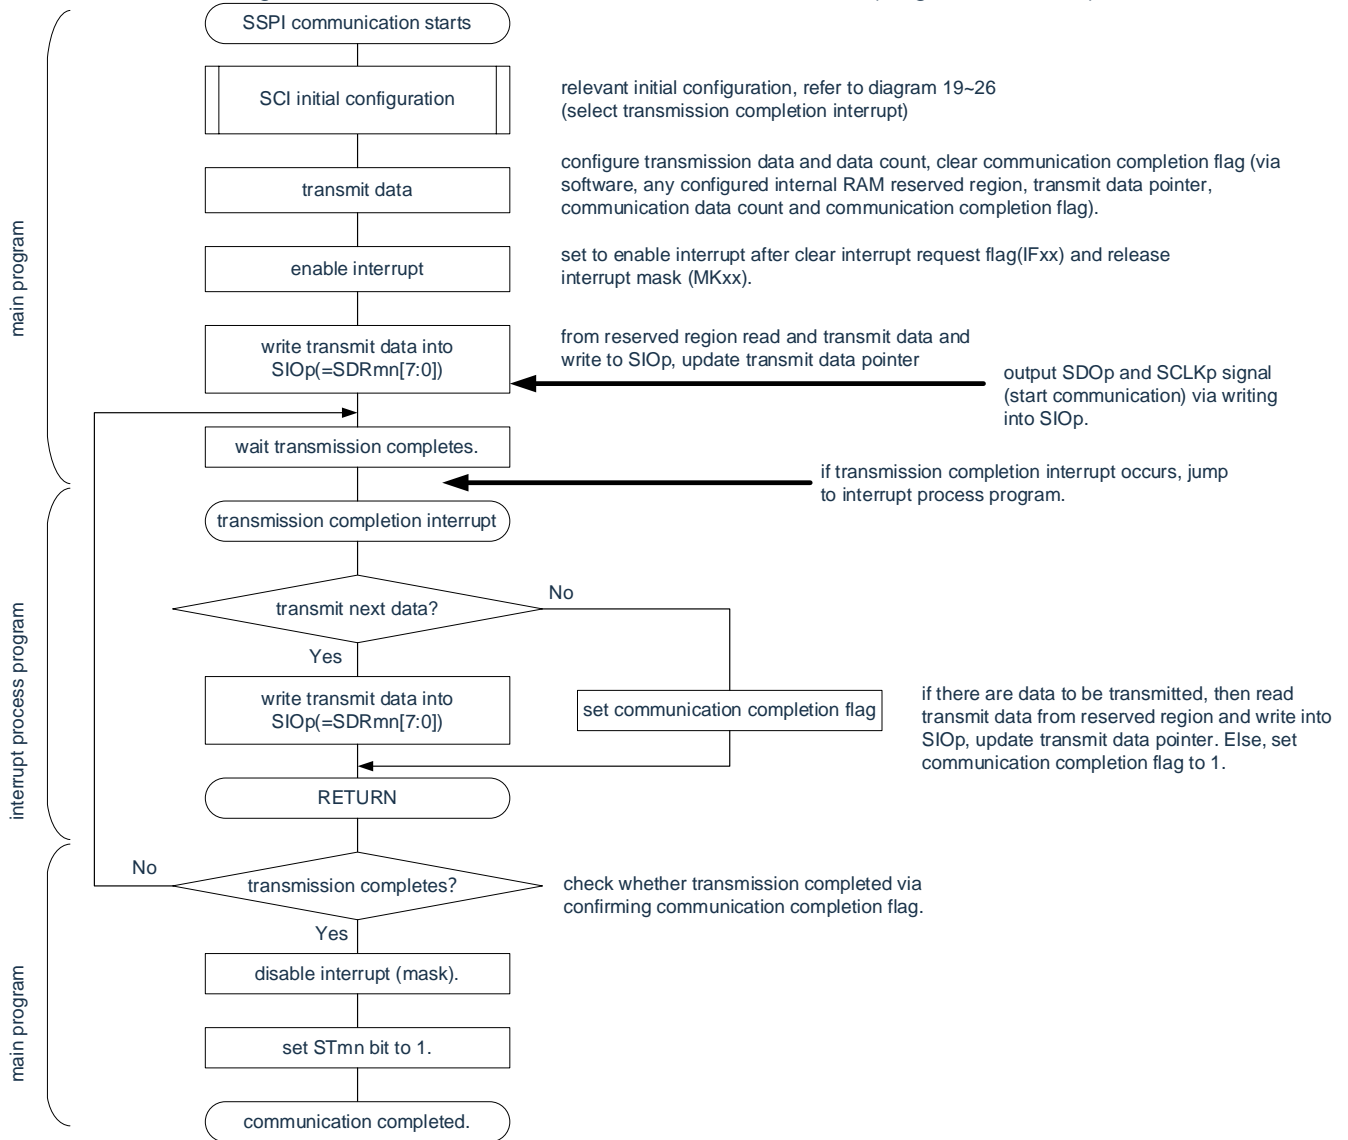 SSPI communication starts
SCI initial configuration
relevant initial configuration, refer to diagram 19~26
(select transmission completion interrupt)
transmit data
configure transmission data and data count, clear communication completion flag (via
software, any configured internal RAM reserved region, transmit data pointer,
communication data count and communication completion flag).
main program
enable interrupt
set to enable interrupt after clear interrupt request flag(IFxx) and release
interrupt mask (MKxx).
write transmit data into
SIOp(=SDRmn[7:0])
from reserved region read and transmit data and
write to SIOp, update transmit data pointer
output SDOp and SCLKp signal
(start communication) via writing
into SIOp.
wait transmission completes.
if transmission completion interrupt occurs, jump
to interrupt process program.
transmission completion interrupt
transmit next data?
No
Yes
interrupt process program
write transmit data into
SIOp(=SDRmn[7:0])
set communication completion flag
if there are data to be transmitted, then read
transmit data from reserved region and write into
SIOp, update transmit data pointer. Else, set
communication completion flag to 1.
RETURN
No
transmission completes?
check whether transmission completed via
confirming communication completion flag.
Yes
main program
disable interrupt (mask).
set STmn bit to 1.
communication completed.